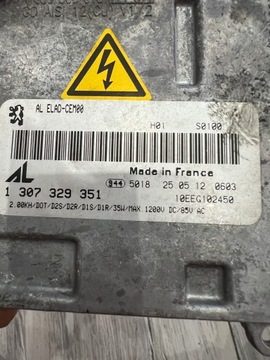 AL ELAD-CEM00
H01 S0100
AL
Made in France
1 307 329 351
944 5018 25 05 12 0603
10EEG102450
2.00KH/DOT/D2S/D2R/D1S/D1R/35W/MAX 1200V DC/85V AC